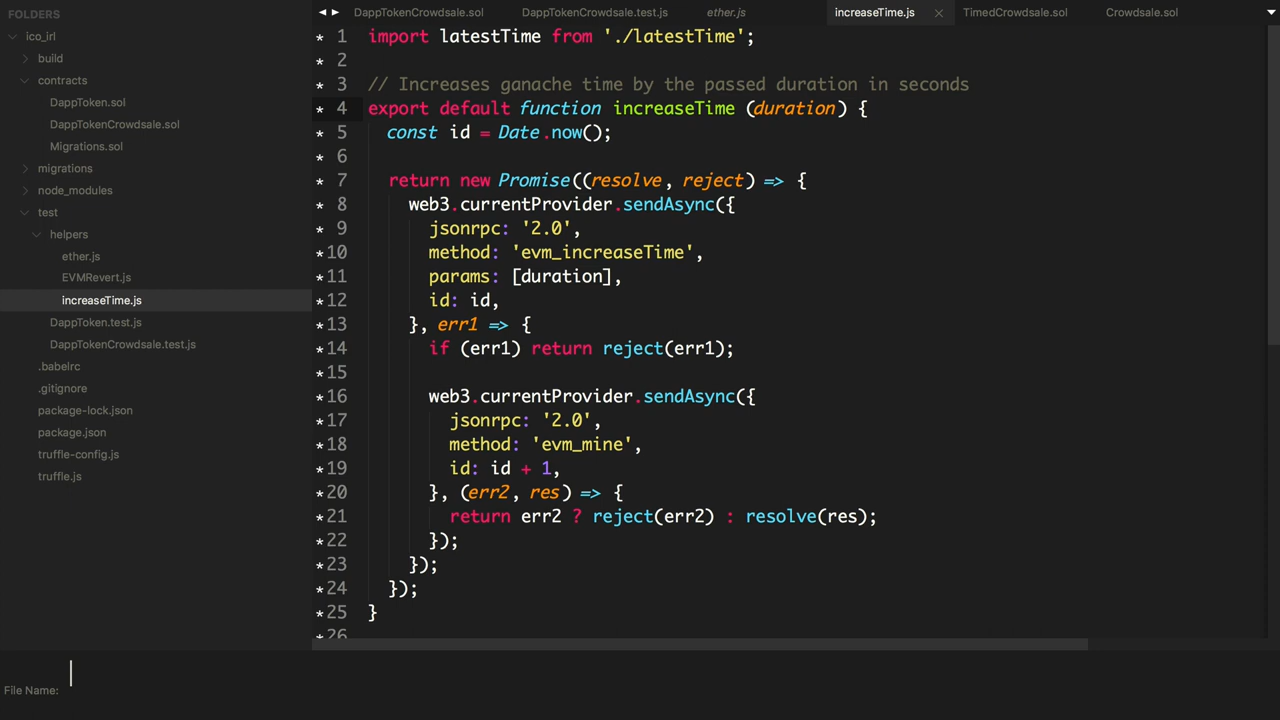 FOLDERS
ico_irl
build
contracts
DappToken.sol
DappTokenCrowdsale.sol
Migrations.sol
migrations
node_modules
test
helpers
ether.js
EVMRevert.js
increaseTime.js
DappToken.test.js
DappTokenCrowdsale.test.js
.babelrc
.gitignore
package-lock.json
package.json
truffle-config.js
truffle.js
DappTokenCrowdsale.sol DappTokenCrowdsale.test.js ether.js increaseTime.js × TimedCrowdsale.sol Crowdsale.sol
* 1 import latestTime from './latestTime';
* 2
* 3 // Increases ganache time by the passed duration in seconds
* 4 export default function increaseTime (duration) {
* 5 const id = Date.now();
* 6
* 7 return new Promise((resolve, reject) => {
* 8 web3.currentProvider.sendAsync({
* 9 jsonrpc: '2.0',
*10 method: 'evm_increaseTime',
*11 params: [duration],
*12 id: id,
*13 }, err1 => {
*14 if (err1) return reject(err1);
*15
*16 web3.currentProvider.sendAsync({
*17 jsonrpc: '2.0',
*18 method: 'evm_mine',
*19 id: id + 1,
*20 }, (err2, res) => {
*21 return err2 ? reject(err2) : resolve(res);
*22 });
*23 });
*24 });
*25 }
*26
File Name: